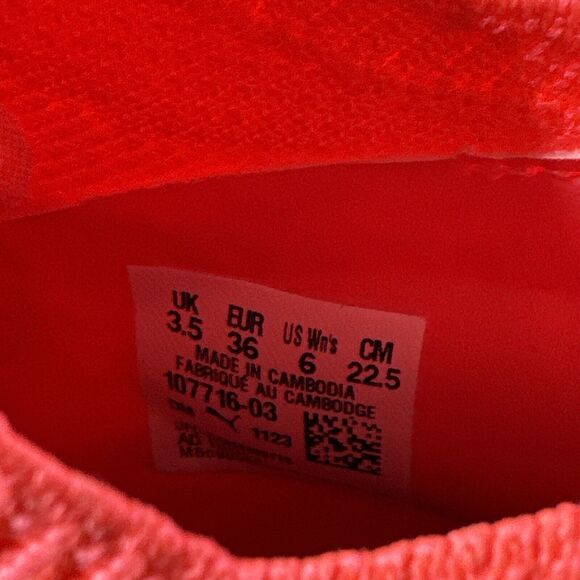 UK EUR US Wn's CM
3.5 36 6 22.5
MADE IN CAMBODIA
FABRIQUÉ AU CAMBODGE
107716-03
DM 1123